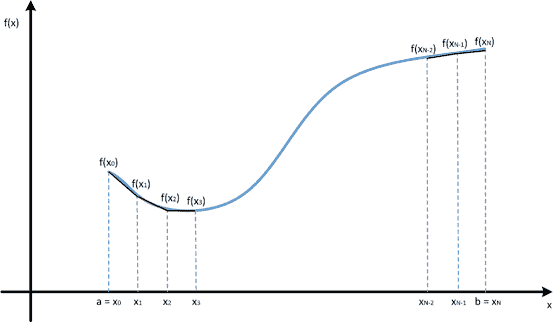 f(x)
f(x₀)
f(x₁)
f(x₂)
f(x₃)
f(xN-2)
f(xN-1)
f(xN)
a = x₀
x₁
x₂
x₃
xN-2
xN-1
b = xN
x